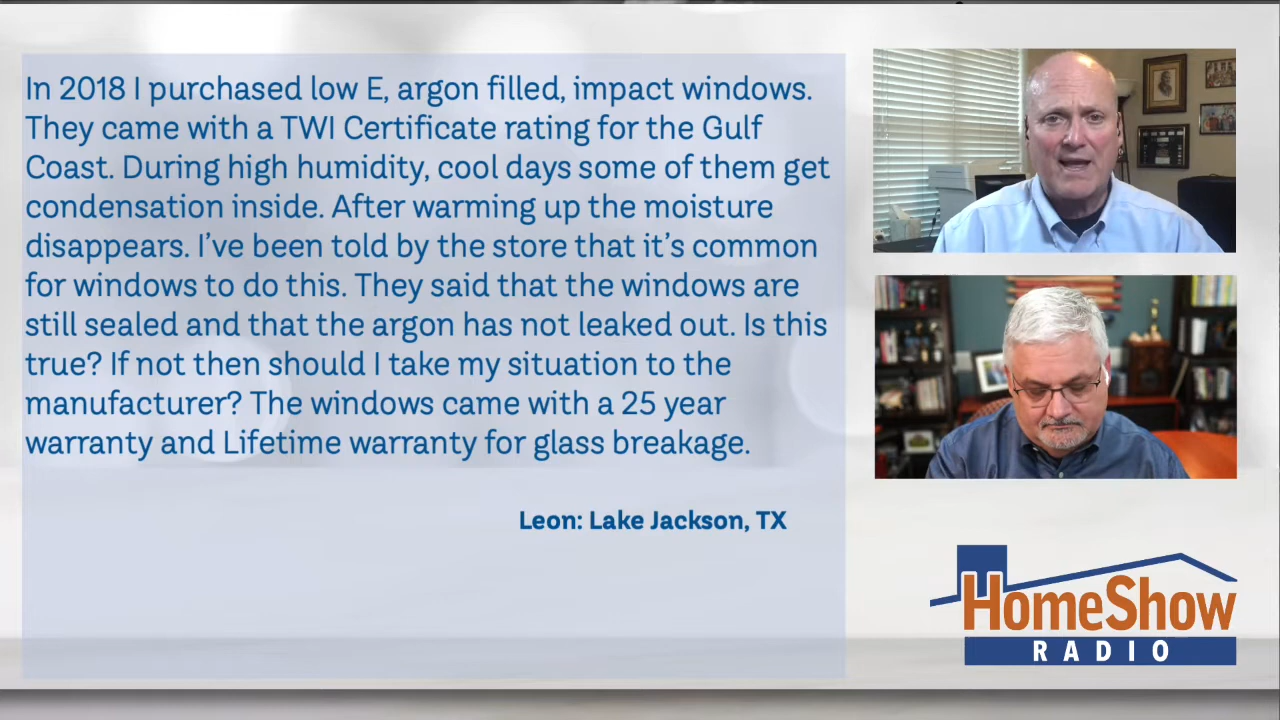 In 2018 I purchased low E, argon filled, impact windows.
They came with a TWI Certificate rating for the Gulf
Coast. During high humidity, cool days some of them get
condensation inside. After warming up the moisture
disappears. I’ve been told by the store that it’s common
for windows to do this. They said that the windows are
still sealed and that the argon has not leaked out. Is this
true? If not then should I take my situation to the
manufacturer? The windows came with a 25 year
warranty and Lifetime warranty for glass breakage.
Leon: Lake Jackson, TX
HomeShow
RADIO